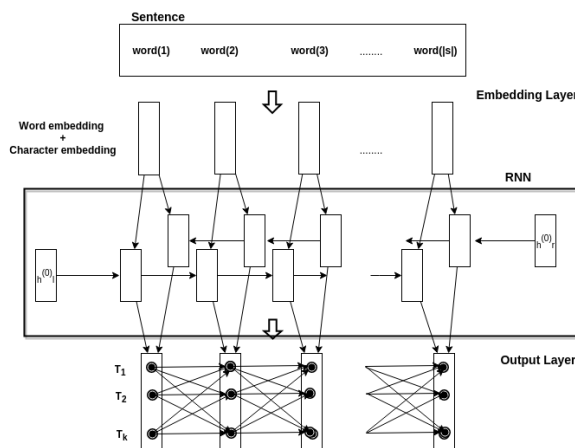 Sentence
word(1) word(2) word(3) ........ word(|s|)
Embedding Layer
Word embedding
+
Character embedding
........
RNN
h(0)l
h(0)r
Output Layer
T1
T2
Tk